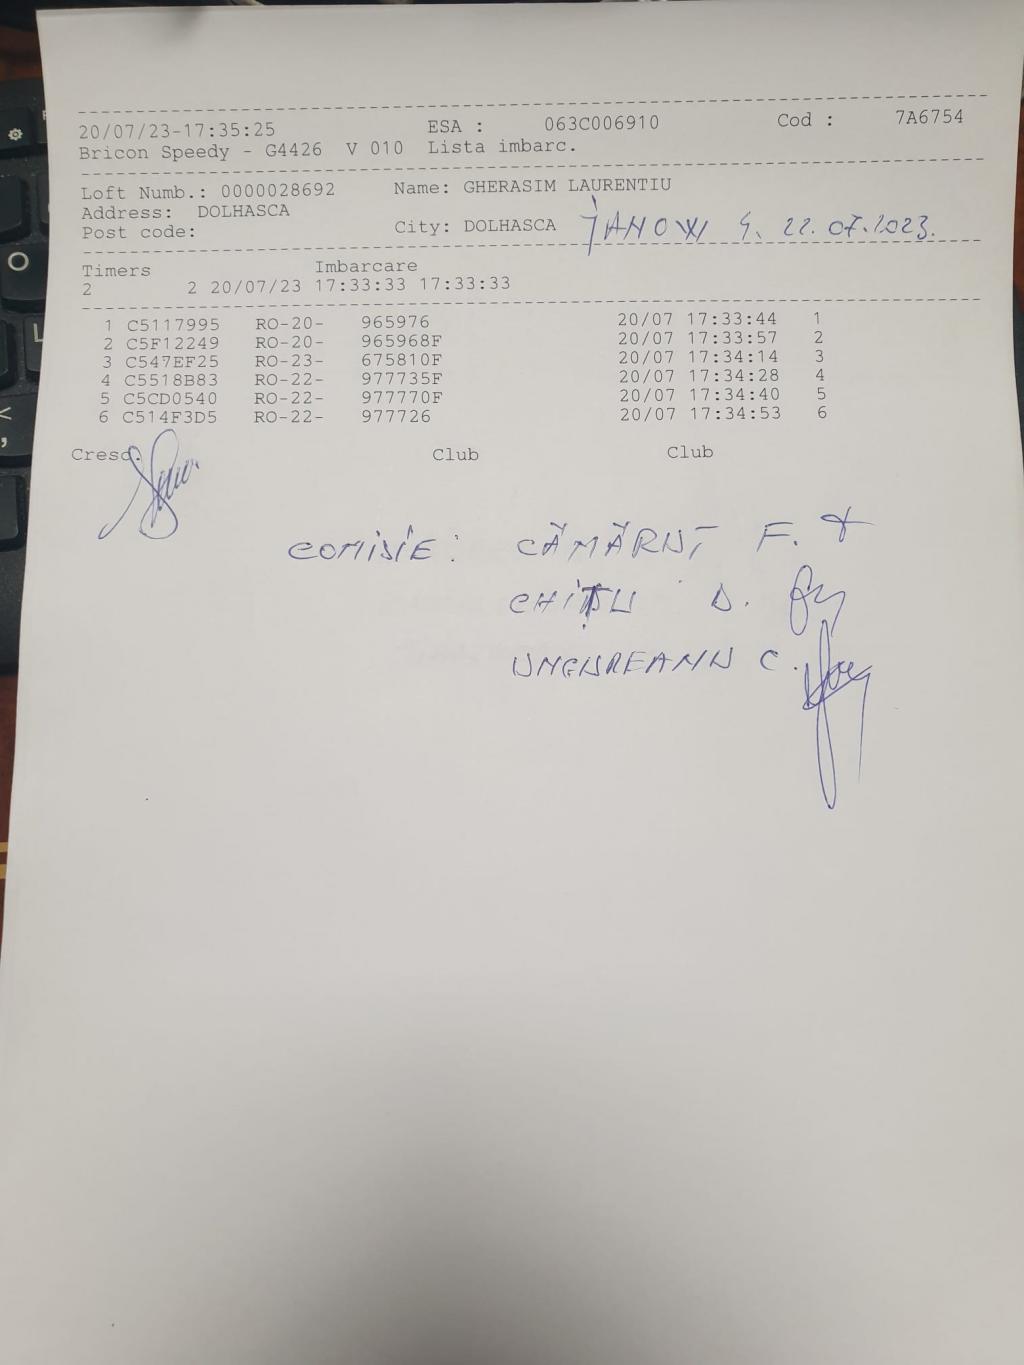 20/07/23-17:35:25 ESA : 063C006910 Cod : 7A6754
Bricon Speedy - G4426 V 010 Lista imbarc.
Loft Numb.: 0000028692 Name: GHERASIM LAURENTIU
Address: DOLHASCA
Post code: City: DOLHASCA JANOW 4. 22.07.2023.
Timers Imbarcare
2 2 20/07/23 17:33:33 17:33:33
1 C5117995 RO-20- 965976 20/07 17:33:44 1
2 C5F12249 RO-20- 965968F 20/07 17:33:57 2
3 C547EF25 RO-23- 675810F 20/07 17:34:14 3
4 C5518B83 RO-22- 977735F 20/07 17:34:28 4
5 C5CD0540 RO-22- 977770F 20/07 17:34:40 5
6 C514F3D5 RO-22- 977726 20/07 17:34:53 6
Cresc. Club Club
COMISIE: CĂMĂRUȚ F.
CHIȚU D.
UNGUREANU C.